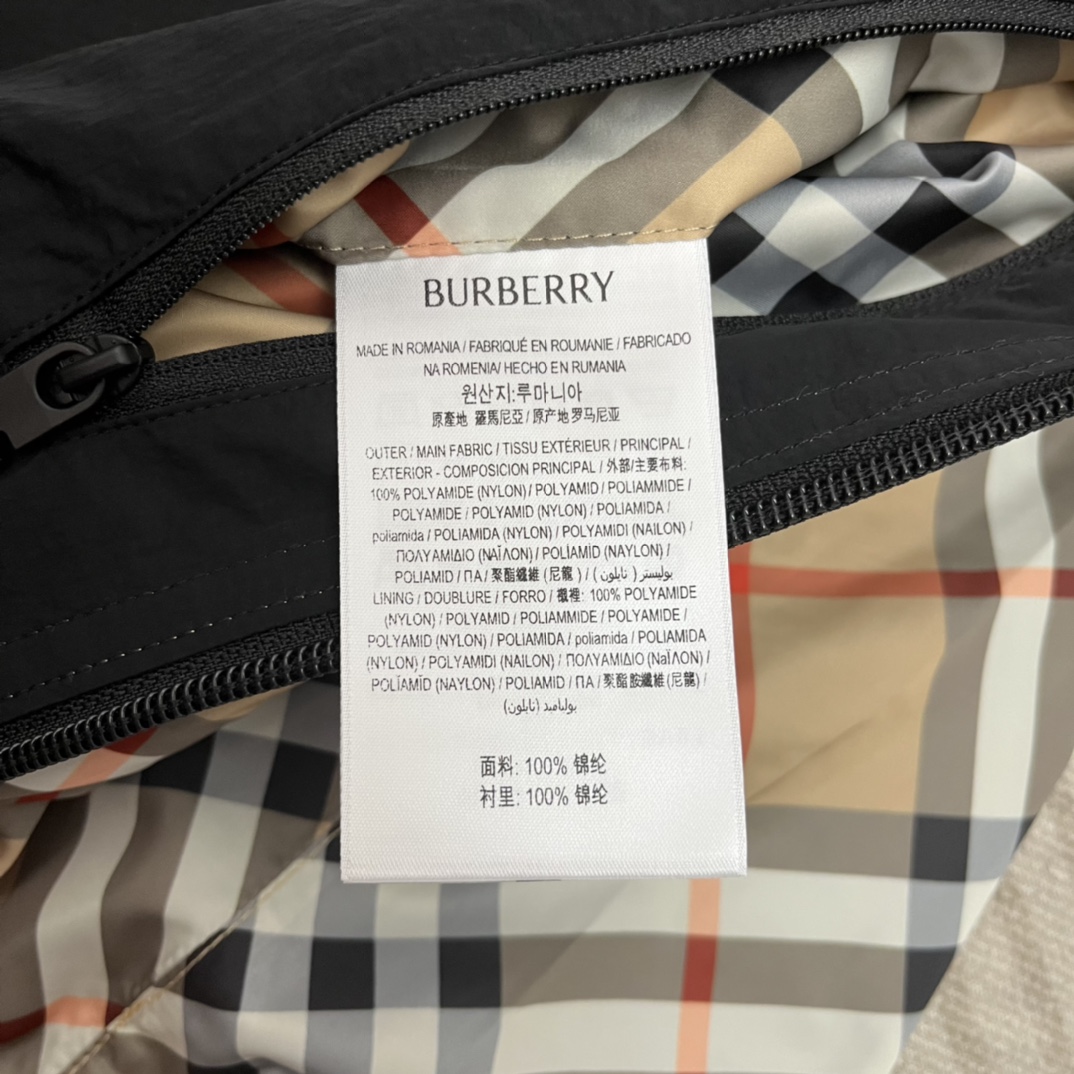 BURBERRY
MADE IN ROMANIA / FABRIQUÉ EN ROUMANIE / FABRICADO
NA ROMENIA/ HECHO EN RUMANIA
원산지:루마니아
原產地 羅馬尼亞 / 原产地 罗马尼亚
OUTER / MAIN FABRIC / TISSU EXTÉRIEUR / PRINCIPAL /
EXTERIOR - COMPOSICION PRINCIPAL / 外部/主要布料:
100% POLYAMIDE (NYLON) / POLYAMID / POLIAMMIDE /
POLYAMIDE / POLYAMID (NYLON) / POLIAMIDA /
poliamida / POLIAMIDA (NYLON) / POLYAMIDI (NAILON) /
ΠΟΛΥΑΜΙΔΙΟ (ΝΑΪΛΟΝ) / POLİAMİD (NAYLON) /
POLIAMID / ПА / 聚酯纖維 (尼龍) / (نايلون) بوليستر
LINING / DOUBLURE / FORRO / 襯裡: 100% POLYAMIDE
(NYLON) / POLYAMID / POLIAMMIDE / POLYAMIDE /
POLYAMID (NYLON) / POLIAMIDA / poliamida / POLIAMIDA
(NYLON) / POLYAMIDI (NAILON) / ΠΟΛΥΑΜΙΔΙΟ (ΝαΪΛΟΝ) /
POLÏAMÏD (NAYLON) / POLIAMID / ПА / 聚酯胺纖維 (尼龍) /
بولياميد (نايلون)
面料: 100% 锦纶
衬里: 100% 锦纶